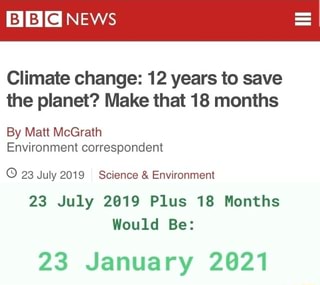 BBC NEWS
Climate change: 12 years to save
the planet? Make that 18 months
By Matt McGrath
Environment correspondent
23 July 2019 Science & Environment
23 July 2019 Plus 18 Months
Would Be:
23 January 2021